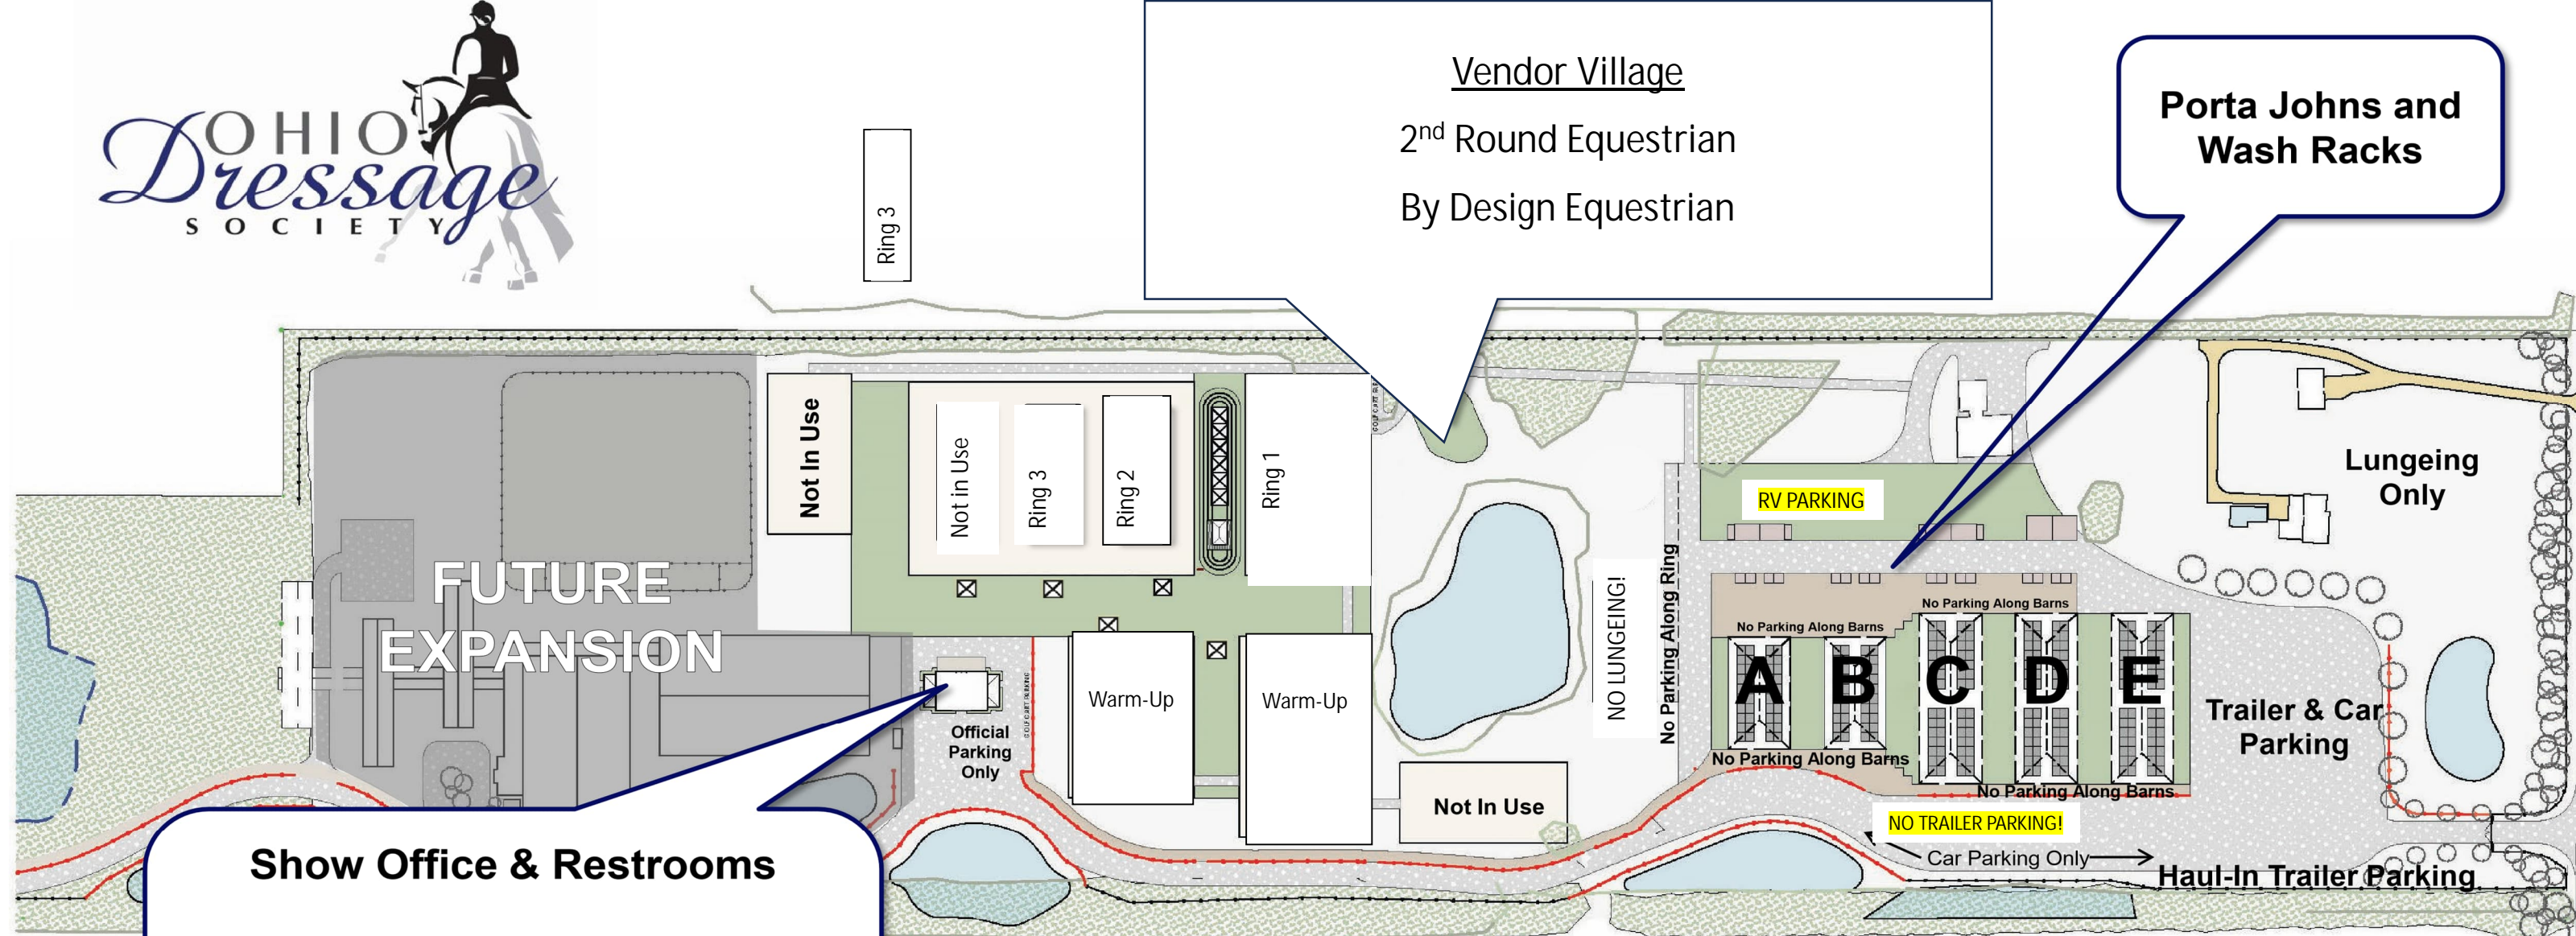 OHIO
Dressage
SOCIETY
Vendor Village
2nd Round Equestrian
By Design Equestrian
Porta Johns and
Wash Racks
Ring 3
Not In Use
Not in Use
Ring 3
Ring 2
Ring 1
RV PARKING
Lungeing
Only
FUTURE
EXPANSION
NO LUNGEING!
No Parking Along Ring
No Parking Along Barns
No Parking Along Barns
A
B
C
D
E
Warm-Up
Warm-Up
GOLF CART PARKING
Official
Parking
Only
Trailer & Car
Parking
No Parking Along Barns
No Parking Along Barns
Not In Use
NO TRAILER PARKING!
Car Parking Only
Haul-In Trailer Parking
Show Office & Restrooms